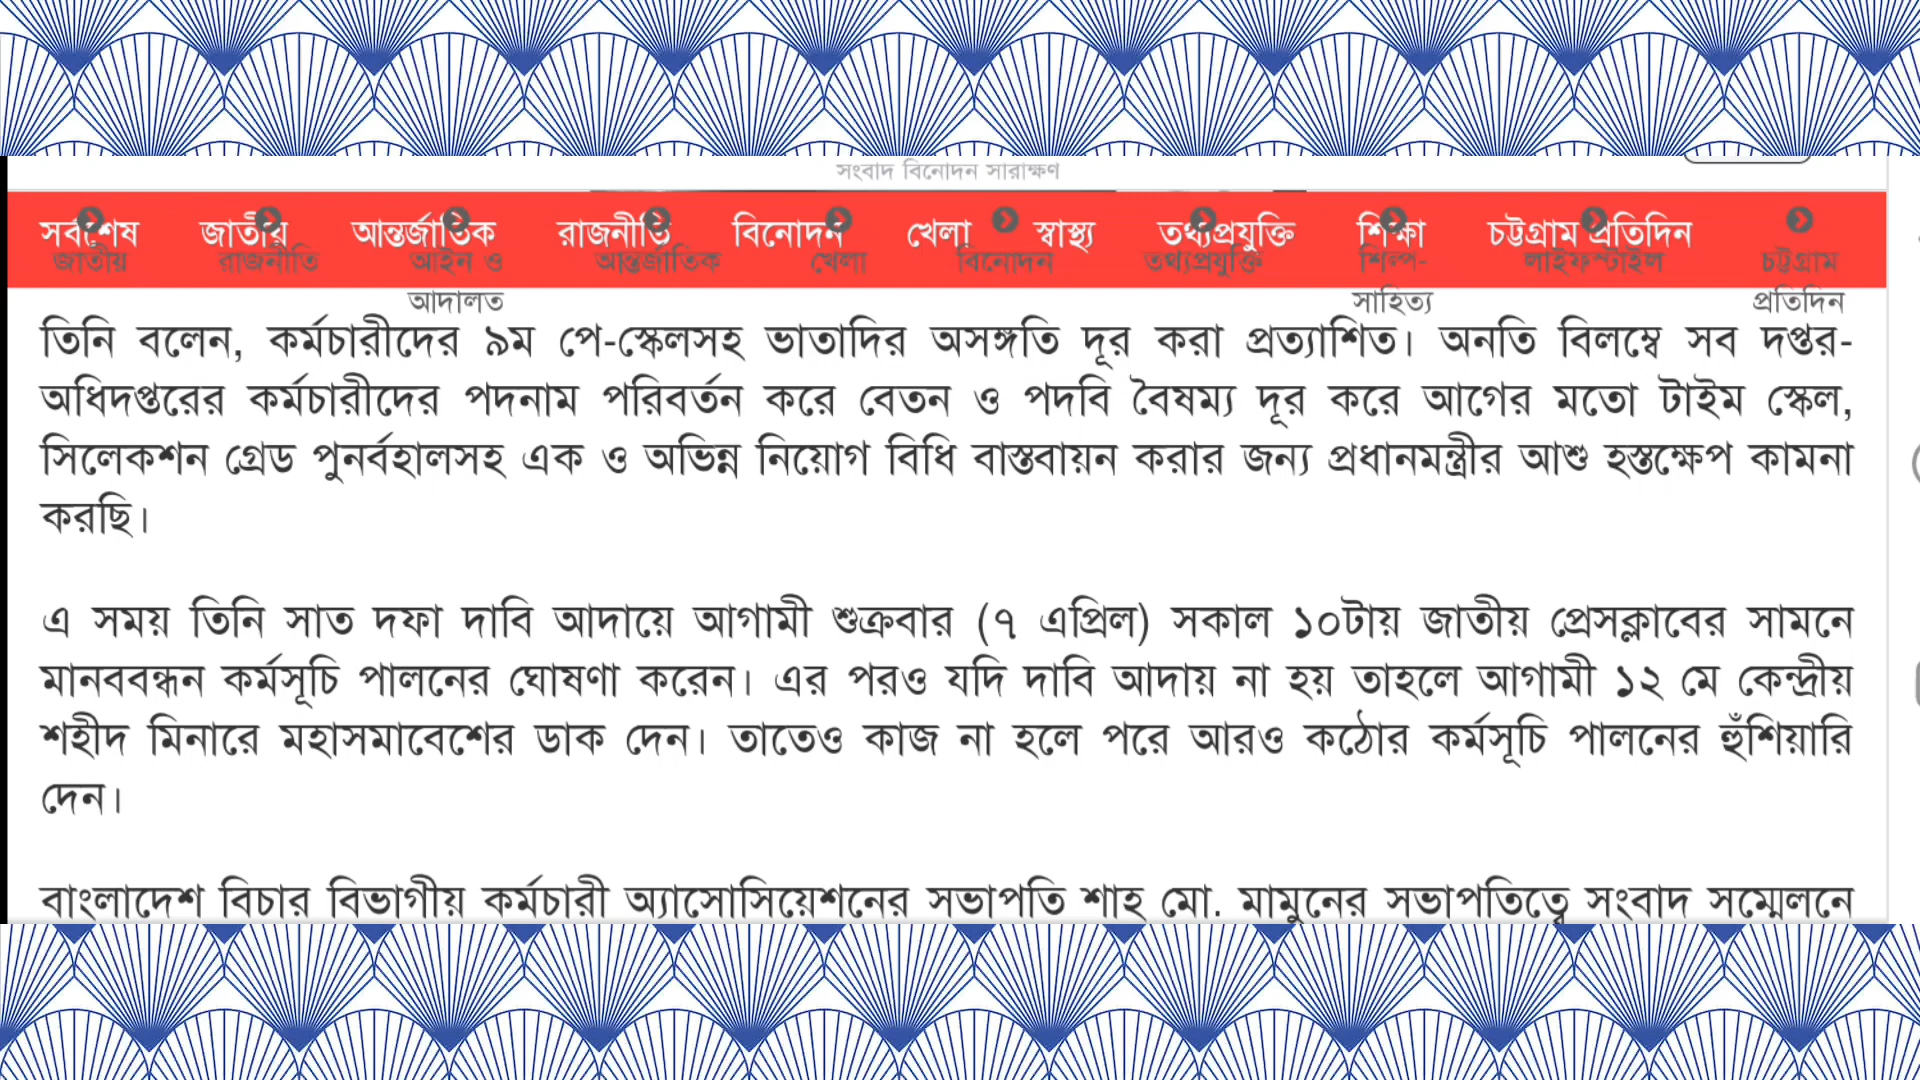 সংবাদ বিনোদন সারাক্ষণ
সর্বশেষ জাতীয় আন্তর্জাতিক রাজনীতি বিনোদন খেলা স্বাস্থ্য তথ্যপ্রযুক্তি শিক্ষা চট্টগ্রাম প্রতিদিন
জাতীয় রাজনীতি আইন ও আন্তর্জাতিক খেলা বিনোদন তথ্যপ্রযুক্তি শিল্প- লাইফস্টাইল চট্টগ্রাম
আদালত সাহিত্য প্রতিদিন
তিনি বলেন, কর্মচারীদের ৯ম পে-স্কেলসহ ভাতাদির অসঙ্গতি দূর করা প্রত্যাশিত। অনতি বিলম্বে সব দপ্তর-
অধিদপ্তরের কর্মচারীদের পদনাম পরিবর্তন করে বেতন ও পদবি বৈষম্য দূর করে আগের মতো টাইম স্কেল,
সিলেকশন গ্রেড পুনর্বহালসহ এক ও অভিন্ন নিয়োগ বিধি বাস্তবায়ন করার জন্য প্রধানমন্ত্রীর আশু হস্তক্ষেপ কামনা
করছি।
এ সময় তিনি সাত দফা দাবি আদায়ে আগামী শুক্রবার (৭ এপ্রিল) সকাল ১০টায় জাতীয় প্রেসক্লাবের সামনে
মানববন্ধন কর্মসূচি পালনের ঘোষণা করেন। এর পরও যদি দাবি আদায় না হয় তাহলে আগামী ১২ মে কেন্দ্রীয়
শহীদ মিনারে মহাসমাবেশের ডাক দেন। তাতেও কাজ না হলে পরে আরও কঠোর কর্মসূচি পালনের হুঁশিয়ারি
দেন।
বাংলাদেশ বিচার বিভাগীয় কর্মচারী অ্যাসোসিয়েশনের সভাপতি শাহ মো. মামুনের সভাপতিত্বে সংবাদ সম্মেলনে